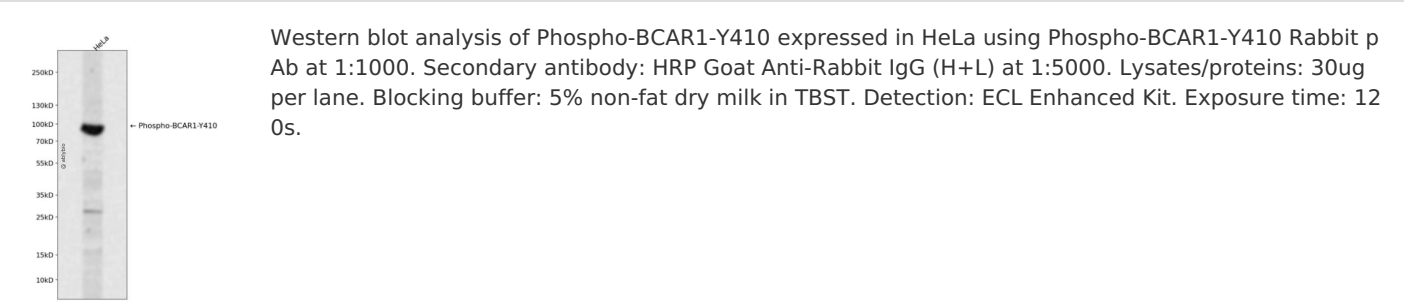 HeLa
250kD
130kD
100kD
← Phospho-BCAR1-Y410
70kD
55kD
35kD
25kD
15kD
10kD
Western blot analysis of Phospho-BCAR1-Y410 expressed in HeLa using Phospho-BCAR1-Y410 Rabbit p
Ab at 1:1000. Secondary antibody: HRP Goat Anti-Rabbit IgG (H+L) at 1:5000. Lysates/proteins: 30ug
per lane. Blocking buffer: 5% non-fat dry milk in TBST. Detection: ECL Enhanced Kit. Exposure time: 12
0s.